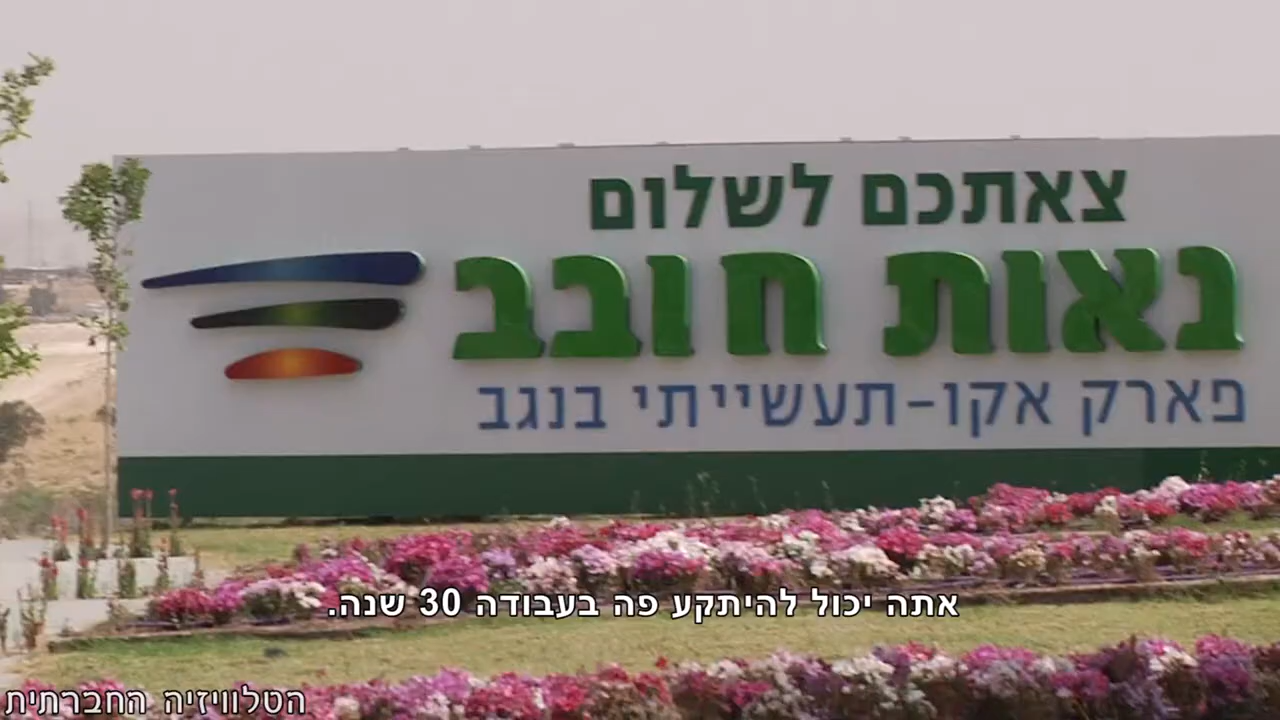 צאתכם לשלום
נאות חובב
פארק אקו-תעשייתי בנגב
אתה יכול להיתקע פה בעבודה 30 שנה.
הטלוויזיה החברתית